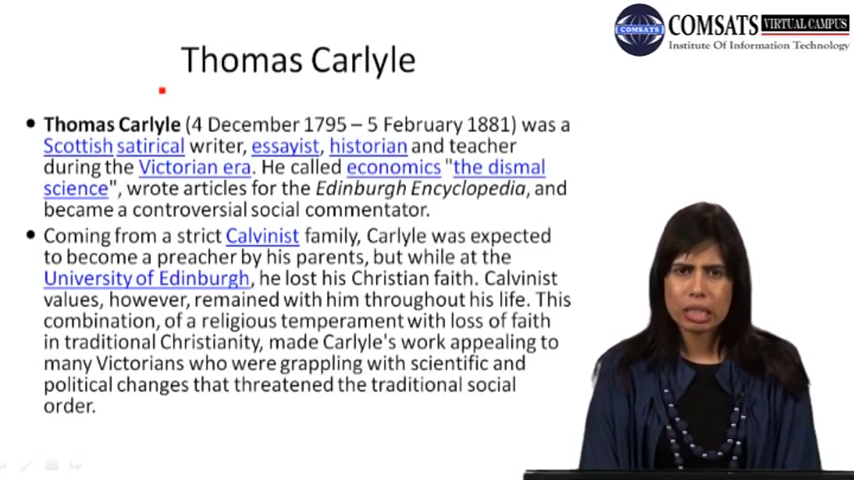 COMSATS VIRTUAL CAMPUS
Institute Of Information Technology
COMSATS
Thomas Carlyle
• Thomas Carlyle (4 December 1795 – 5 February 1881) was a
Scottish satirical writer, essayist, historian and teacher
during the Victorian era. He called economics "the dismal
science", wrote articles for the Edinburgh Encyclopedia, and
became a controversial social commentator.
• Coming from a strict Calvinist family, Carlyle was expected
to become a preacher by his parents, but while at the
University of Edinburgh, he lost his Christian faith. Calvinist
values, however, remained with him throughout his life. This
combination, of a religious temperament with loss of faith
in traditional Christianity, made Carlyle's work appealing to
many Victorians who were grappling with scientific and
political changes that threatened the traditional social
order.